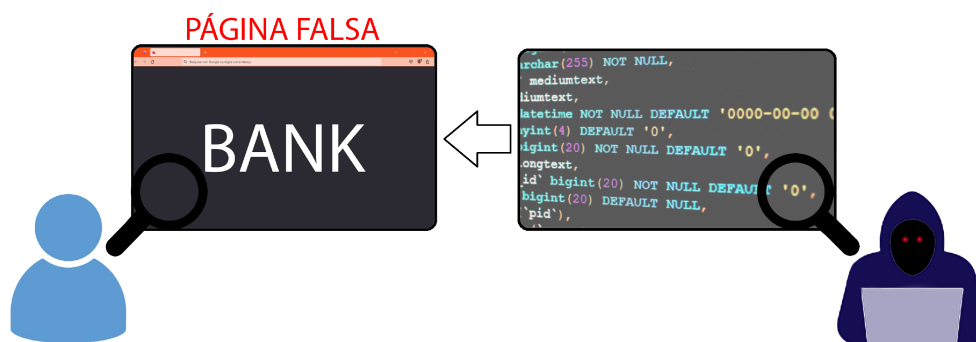 PÁGINA FALSA
BANK
archar(255) NOT NULL,
` mediumtext,
diumtext,
datetime NOT NULL DEFAULT '0000-00-00 0
nyint(4) DEFAULT '0',
bigint(20) NOT NULL DEFAULT '0',
longtext,
_id` bigint(20) NOT NULL DEFAULT '0',
bigint(20) DEFAULT NULL,
`pid`),